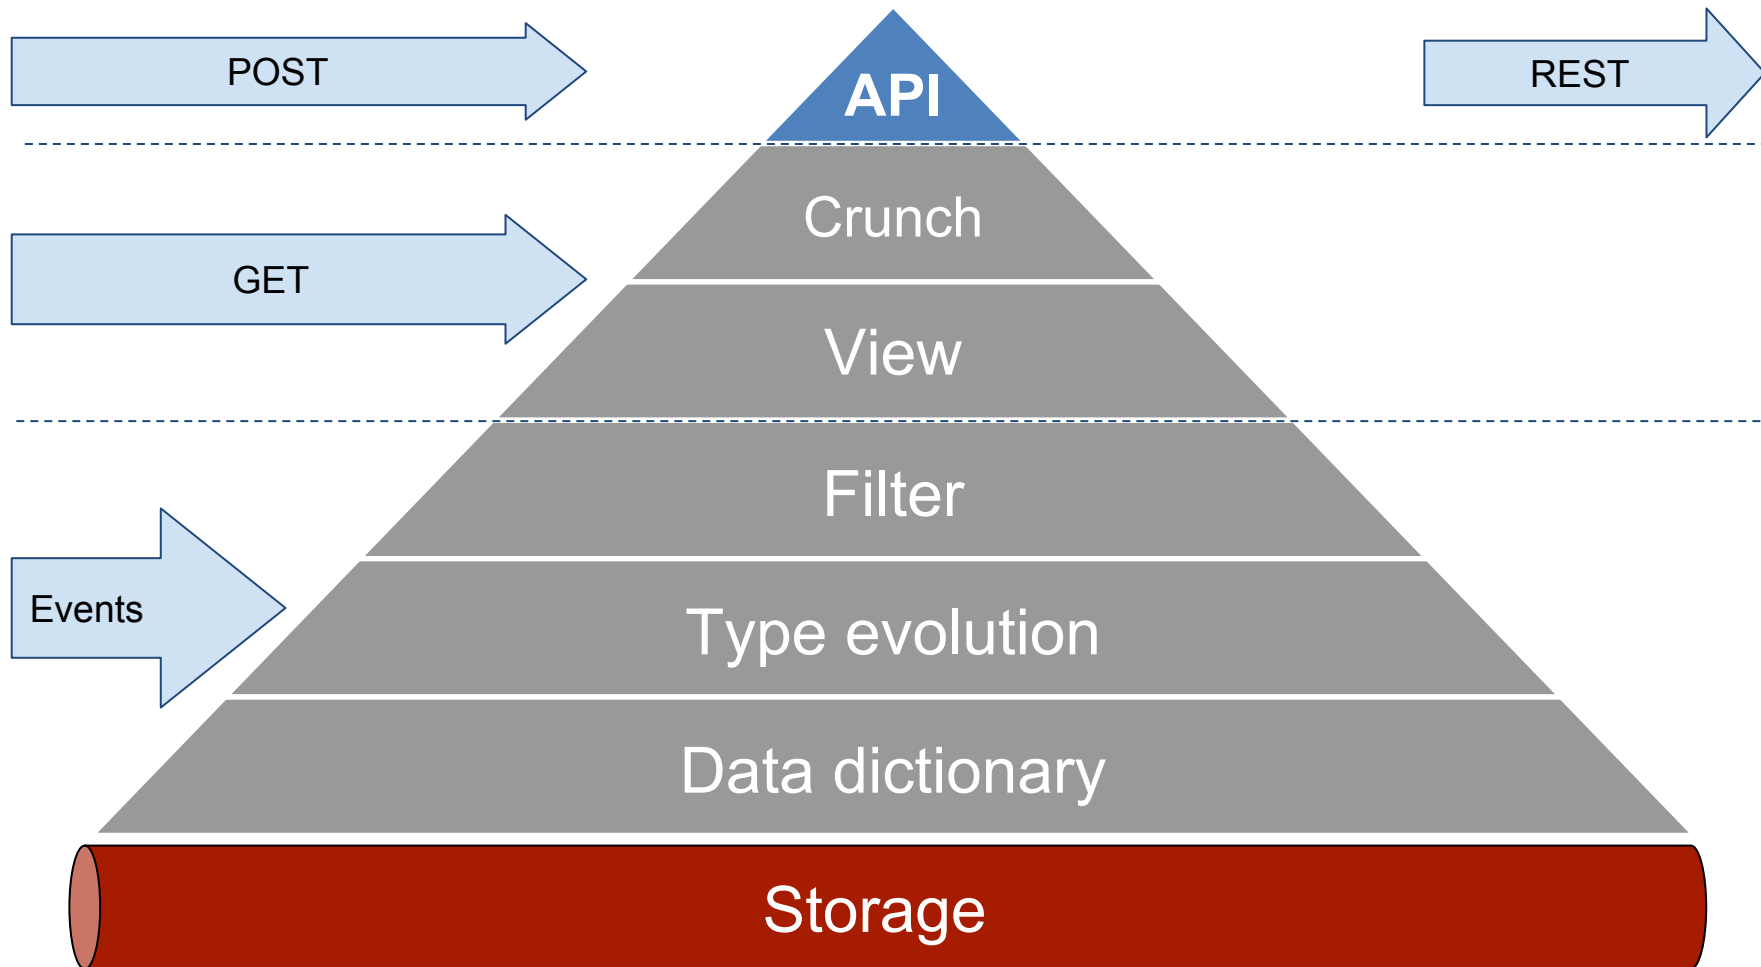 POST
API
REST
Crunch
GET
View
Filter
Events
Type evolution
Data dictionary
Storage